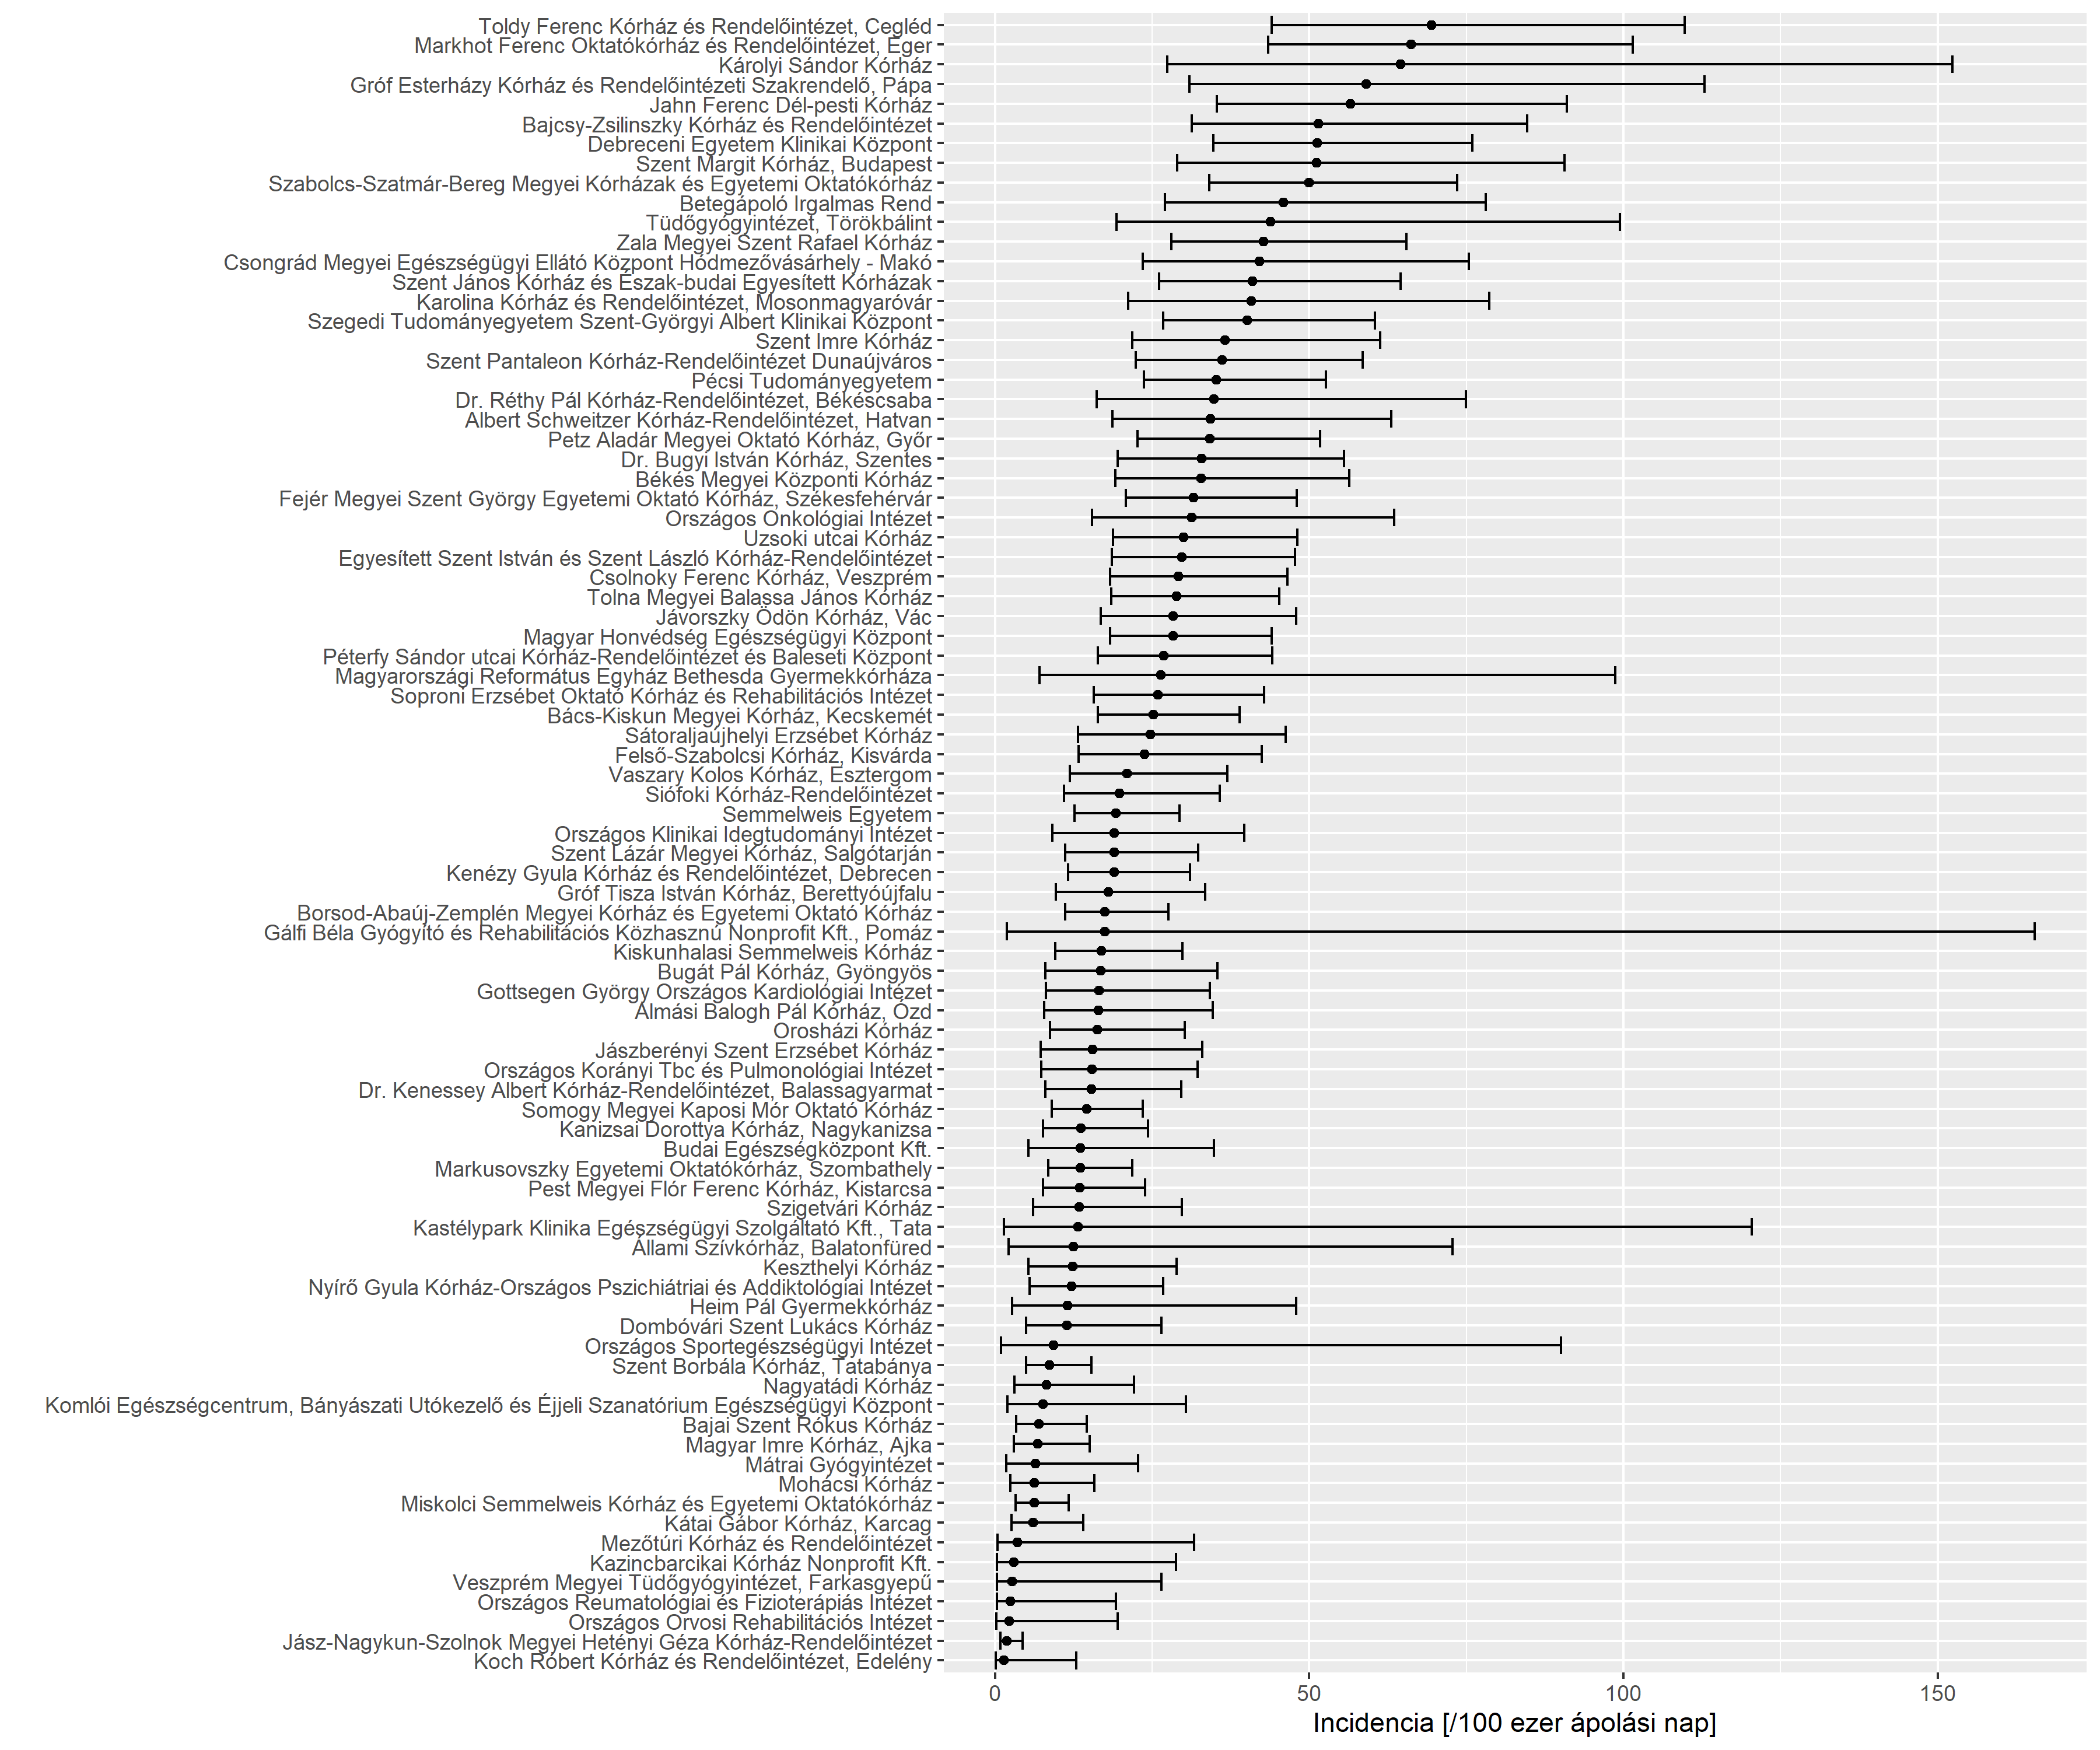 Toldy Ferenc Kórház és Rendelőintézet, Cegléd
Markhot Ferenc Oktatókórház és Rendelőintézet, Eger
Károlyi Sándor Kórház
Gróf Esterházy Kórház és Rendelőintézeti Szakrendelő, Pápa
Jahn Ferenc Dél-pesti Kórház
Bajcsy-Zsilinszky Kórház és Rendelőintézet
Debreceni Egyetem Klinikai Központ
Szent Margit Kórház, Budapest
Szabolcs-Szatmár-Bereg Megyei Kórházak és Egyetemi Oktatókórház
Betegápoló Irgalmas Rend
Tüdőgyógyintézet, Törökbálint
Zala Megyei Szent Rafael Kórház
Csongrád Megyei Egészségügyi Ellátó Központ Hódmezővásárhely - Makó
Szent János Kórház és Észak-budai Egyesített Kórházak
Karolina Kórház és Rendelőintézet, Mosonmagyaróvár
Szegedi Tudományegyetem Szent-Györgyi Albert Klinikai Központ
Szent Imre Kórház
Szent Pantaleon Kórház-Rendelőintézet Dunaújváros
Pécsi Tudományegyetem
Dr. Réthy Pál Kórház-Rendelőintézet, Békéscsaba
Albert Schweitzer Kórház-Rendelőintézet, Hatvan
Petz Aladár Megyei Oktató Kórház, Győr
Dr. Bugyi István Kórház, Szentes
Békés Megyei Központi Kórház
Fejér Megyei Szent György Egyetemi Oktató Kórház, Székesfehérvár
Országos Onkológiai Intézet
Uzsoki utcai Kórház
Egyesített Szent István és Szent László Kórház-Rendelőintézet
Csolnoky Ferenc Kórház, Veszprém
Tolna Megyei Balassa János Kórház
Jávorszky Ödön Kórház, Vác
Magyar Honvédség Egészségügyi Központ
Péterfy Sándor utcai Kórház-Rendelőintézet és Baleseti Központ
Magyarországi Református Egyház Bethesda Gyermekkórháza
Soproni Erzsébet Oktató Kórház és Rehabilitációs Intézet
Bács-Kiskun Megyei Kórház, Kecskemét
Sátoraljaújhelyi Erzsébet Kórház
Felső-Szabolcsi Kórház, Kisvárda
Vaszary Kolos Kórház, Esztergom
Siófoki Kórház-Rendelőintézet
Semmelweis Egyetem
Országos Klinikai Idegtudományi Intézet
Szent Lázár Megyei Kórház, Salgótarján
Kenézy Gyula Kórház és Rendelőintézet, Debrecen
Gróf Tisza István Kórház, Berettyóújfalu
Borsod-Abaúj-Zemplén Megyei Kórház és Egyetemi Oktató Kórház
Gálfi Béla Gyógyító és Rehabilitációs Közhasznú Nonprofit Kft., Pomáz
Kiskunhalasi Semmelweis Kórház
Bugát Pál Kórház, Gyöngyös
Gottsegen György Országos Kardiológiai Intézet
Almási Balogh Pál Kórház, Ózd
Orosházi Kórház
Jászberényi Szent Erzsébet Kórház
Országos Korányi Tbc és Pulmonológiai Intézet
Dr. Kenessey Albert Kórház-Rendelőintézet, Balassagyarmat
Somogy Megyei Kaposi Mór Oktató Kórház
Kanizsai Dorottya Kórház, Nagykanizsa
Budai Egészségközpont Kft.
Markusovszky Egyetemi Oktatókórház, Szombathely
Pest Megyei Flór Ferenc Kórház, Kistarcsa
Szigetvári Kórház
Kastélypark Klinika Egészségügyi Szolgáltató Kft., Tata
Állami Szívkórház, Balatonfüred
Keszthelyi Kórház
Nyírő Gyula Kórház-Országos Pszichiátriai és Addiktológiai Intézet
Heim Pál Gyermekkórház
Dombóvári Szent Lukács Kórház
Országos Sportegészségügyi Intézet
Szent Borbála Kórház, Tatabánya
Nagyatádi Kórház
Komlói Egészségcentrum, Bányászati Utókezelő és Éjjeli Szanatórium Egészségügyi Központ
Bajai Szent Rókus Kórház
Magyar Imre Kórház, Ajka
Mátrai Gyógyintézet
Mohácsi Kórház
Miskolci Semmelweis Kórház és Egyetemi Oktatókórház
Kátai Gábor Kórház, Karcag
Mezőtúri Kórház és Rendelőintézet
Kazincbarcikai Kórház Nonprofit Kft.
Veszprém Megyei Tüdőgyógyintézet, Farkasgyepű
Országos Reumatológiai és Fizioterápiás Intézet
Országos Orvosi Rehabilitációs Intézet
Jász-Nagykun-Szolnok Megyei Hetényi Géza Kórház-Rendelőintézet
Koch Róbert Kórház és Rendelőintézet, Edelény
0 50 100 150
Incidencia [/100 ezer ápolási nap]